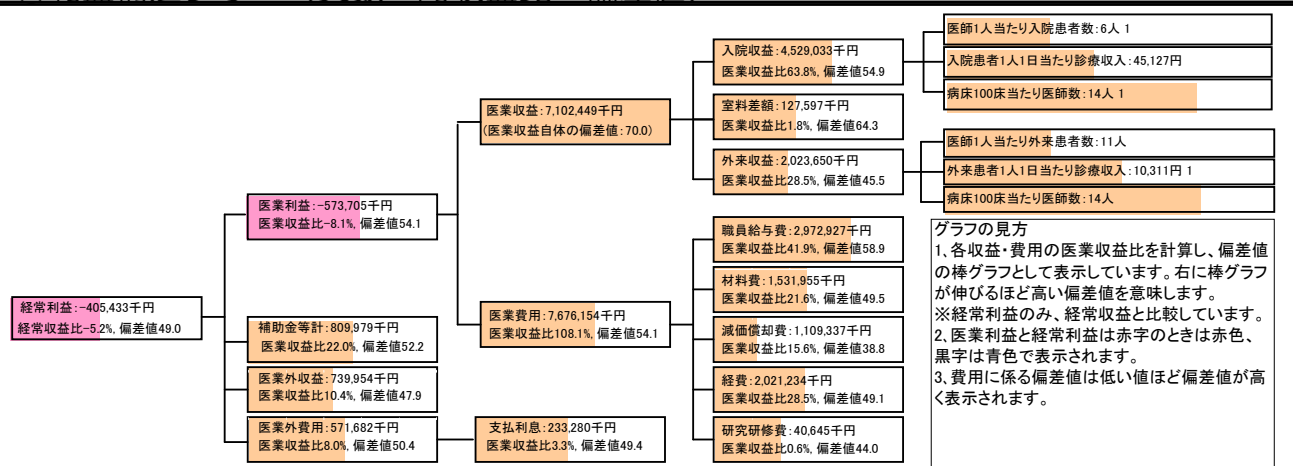 経常利益:-405,433千円
経常収益比-5.2%, 偏差値49.0
医業利益:-573,705千円
医業収益比-8.1%, 偏差値54.1
補助金等計:809,979千円
医業収益比22.0%, 偏差値52.2
医業外収益:739,954千円
医業収益比10.4%, 偏差値47.9
医業外費用:571,682千円
医業収益比8.0%, 偏差値50.4
医業収益:7,102,449千円
(医業収益自体の偏差値:70.0)
医業費用:7,676,154千円
医業収益比108.1%, 偏差値54.1
支払利息:233,280千円
医業収益比3.3%, 偏差値49.4
入院収益:4,529,033千円
医業収益比63.8%, 偏差値54.9
室料差額:127,597千円
医業収益比1.8%, 偏差値64.3
外来収益:2,023,650千円
医業収益比28.5%, 偏差値45.5
職員給与費:2,972,927千円
医業収益比41.9%, 偏差値58.9
材料費:1,531,955千円
医業収益比21.6%, 偏差値49.5
減価償却費:1,109,337千円
医業収益比15.6%, 偏差値38.8
経費:2,021,234千円
医業収益比28.5%, 偏差値49.1
研究研修費:40,645千円
医業収益比0.6%, 偏差値44.0
医師1人当たり入院患者数:6人 1
入院患者1人1日当たり診療収入:45,127円
病床100床当たり医師数:14人 1
医師1人当たり外来患者数:11人
外来患者1人1日当たり診療収入:10,311円 1
病床100床当たり医師数:14人
グラフの見方
1、各収益・費用の医業収益比を計算し、偏差値
の棒グラフとして表示しています。右に棒グラフ
が伸びるほど高い偏差値を意味します。
※経常利益のみ、経常収益と比較しています。
2、医業利益と経常利益は赤字のときは赤色、
黒字は青色で表示されます。
3、費用に係る偏差値は低い値ほど偏差値が高
く表示されます。